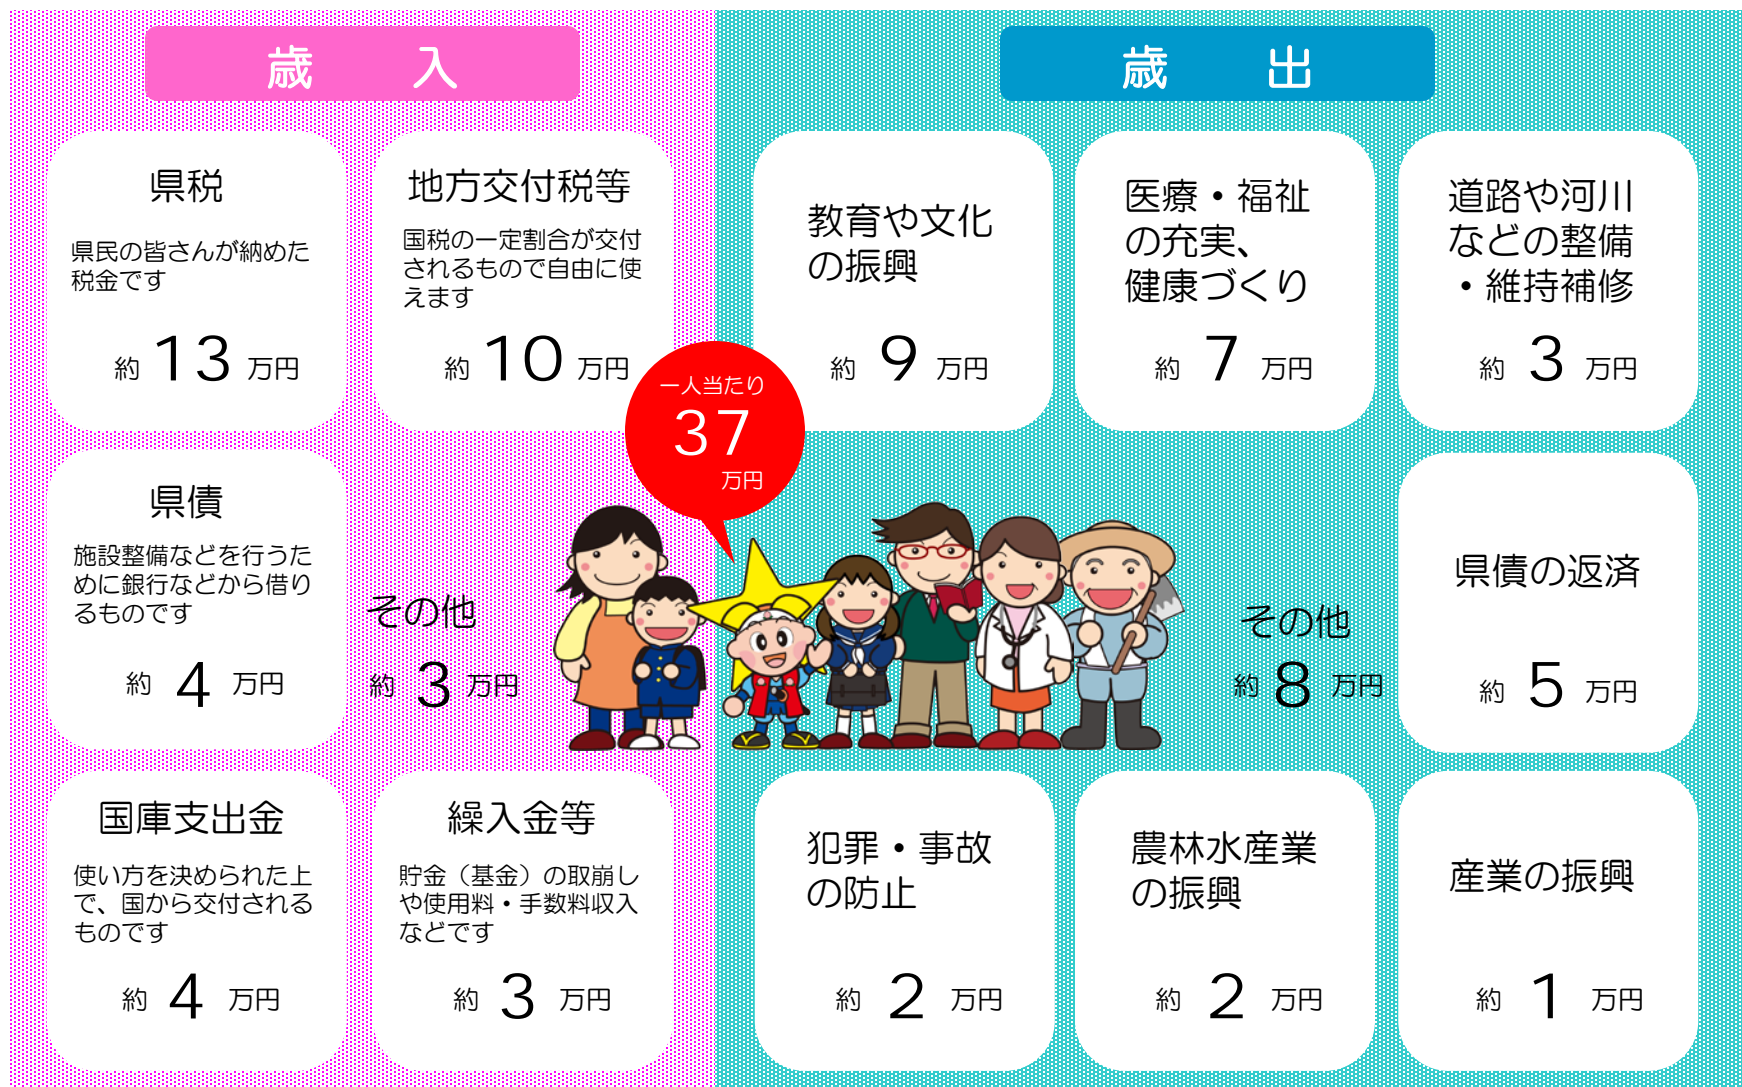 歳　入
県税
県民の皆さんが納めた
税金です
約 13 万円
地方交付税等
国税の一定割合が交付
されるもので自由に使
えます
約 10 万円
県債
施設整備などを行うた
めに銀行などから借り
るものです
約 4 万円
その他
約 3 万円
国庫支出金
使い方を決められた上
で、国から交付される
ものです
約 4 万円
繰入金等
貯金（基金）の取崩し
や使用料・手数料収入
などです
約 3 万円
一人当たり
37
万円
歳　出
教育や文化
の振興
約 9 万円
医療・福祉
の充実、
健康づくり
約 7 万円
道路や河川
などの整備
・維持補修
約 3 万円
その他
約 8 万円
県債の返済
約 5 万円
犯罪・事故
の防止
約 2 万円
農林水産業
の振興
約 2 万円
産業の振興
約 1 万円